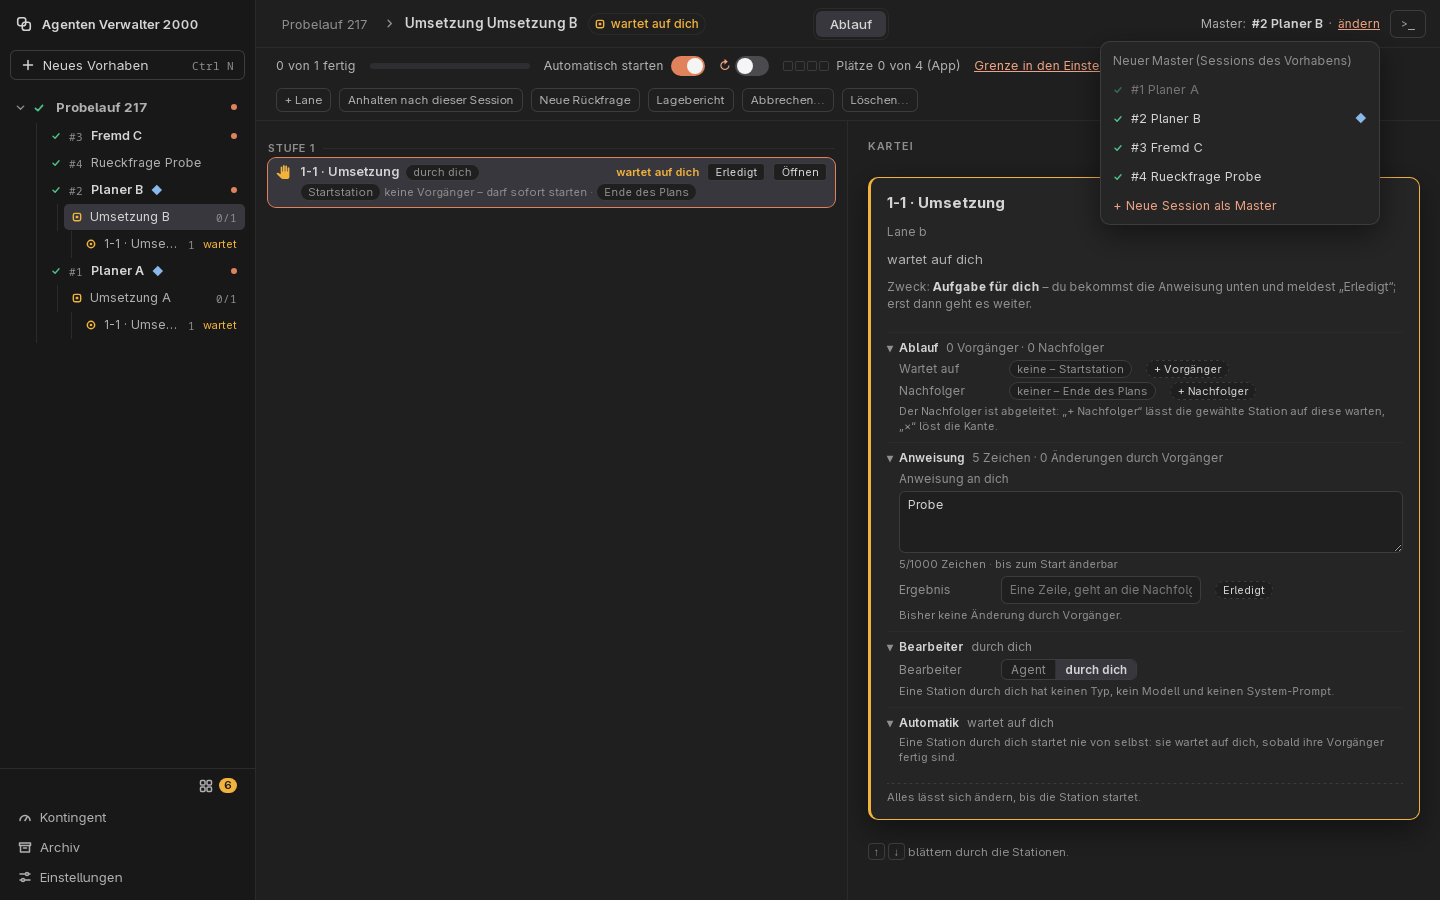 Agenten Verwalter 2000
Neues Vorhaben Ctrl N
Probelauf 217
#3 Fremd C
#4 Rueckfrage Probe
#2 Planer B
Umsetzung B 0/1
1-1 · Umse… 1 wartet
#1 Planer A
Umsetzung A 0/1
1-1 · Umse… 1 wartet
6
Kontingent
Archiv
Einstellungen
Probelauf 217 › Umsetzung Umsetzung B wartet auf dich
Ablauf
Master: #2 Planer B · ändern >_
0 von 1 fertig Automatisch starten Plätze 0 von 4 (App) Grenze in den Einste
+ Lane Anhalten nach dieser Session Neue Rückfrage Lagebericht Abbrechen… Löschen…
Neuer Master (Sessions des Vorhabens)
#1 Planer A
#2 Planer B
#3 Fremd C
#4 Rueckfrage Probe
+ Neue Session als Master
STUFE 1
1-1 · Umsetzung durch dich wartet auf dich Erledigt Öffnen
Startstation keine Vorgänger – darf sofort starten · Ende des Plans
KARTEI
1-1 · Umsetzung
Lane b
wartet auf dich
Zweck: Aufgabe für dich – du bekommst die Anweisung unten und meldest „Erledigt“;
erst dann geht es weiter.
▾ Ablauf 0 Vorgänger · 0 Nachfolger
Wartet auf keine – Startstation + Vorgänger
Nachfolger keiner – Ende des Plans + Nachfolger
Der Nachfolger ist abgeleitet: „+ Nachfolger“ lässt die gewählte Station auf diese warten,
„×“ löst die Kante.
▾ Anweisung 5 Zeichen · 0 Änderungen durch Vorgänger
Anweisung an dich
Probe
5/1000 Zeichen · bis zum Start änderbar
Ergebnis Eine Zeile, geht an die Nachfolg Erledigt
Bisher keine Änderung durch Vorgänger.
▾ Bearbeiter durch dich
Bearbeiter Agent durch dich
Eine Station durch dich hat keinen Typ, kein Modell und keinen System-Prompt.
▾ Automatik wartet auf dich
Eine Station durch dich startet nie von selbst: sie wartet auf dich, sobald ihre Vorgänger
fertig sind.
Alles lässt sich ändern, bis die Station startet.
↑ ↓ blättern durch die Stationen.